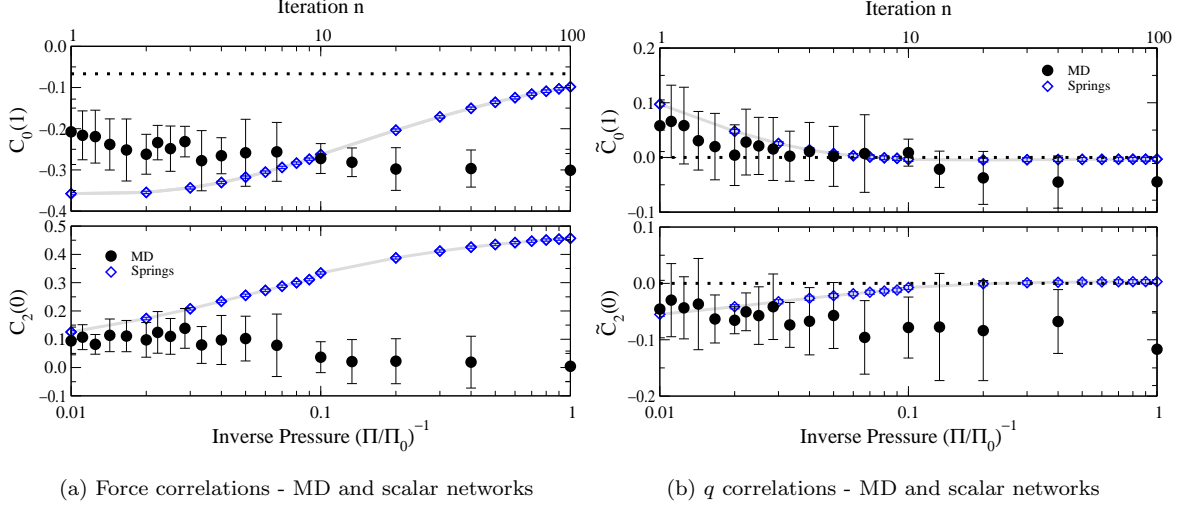 Iteration n
1 10 100
0.0
−0.1
−0.2
−0.3
−0.4
C₀(1)
0.5
0.4
0.3
0.2
0.1
0.0
−0.1
C₂(0)
MD
Springs
0.01 0.1 1
Inverse Pressure (Π/Π₀)⁻¹
(a) Force correlations - MD and scalar networks
Iteration n
1 10 100
0.2
0.1
0.0
−0.1
C̃₀(1)
MD
Springs
0.1
0.0
−0.1
−0.2
C̃₂(0)
0.01 0.1 1
Inverse Pressure (Π/Π₀)⁻¹
(b) q correlations - MD and scalar networks